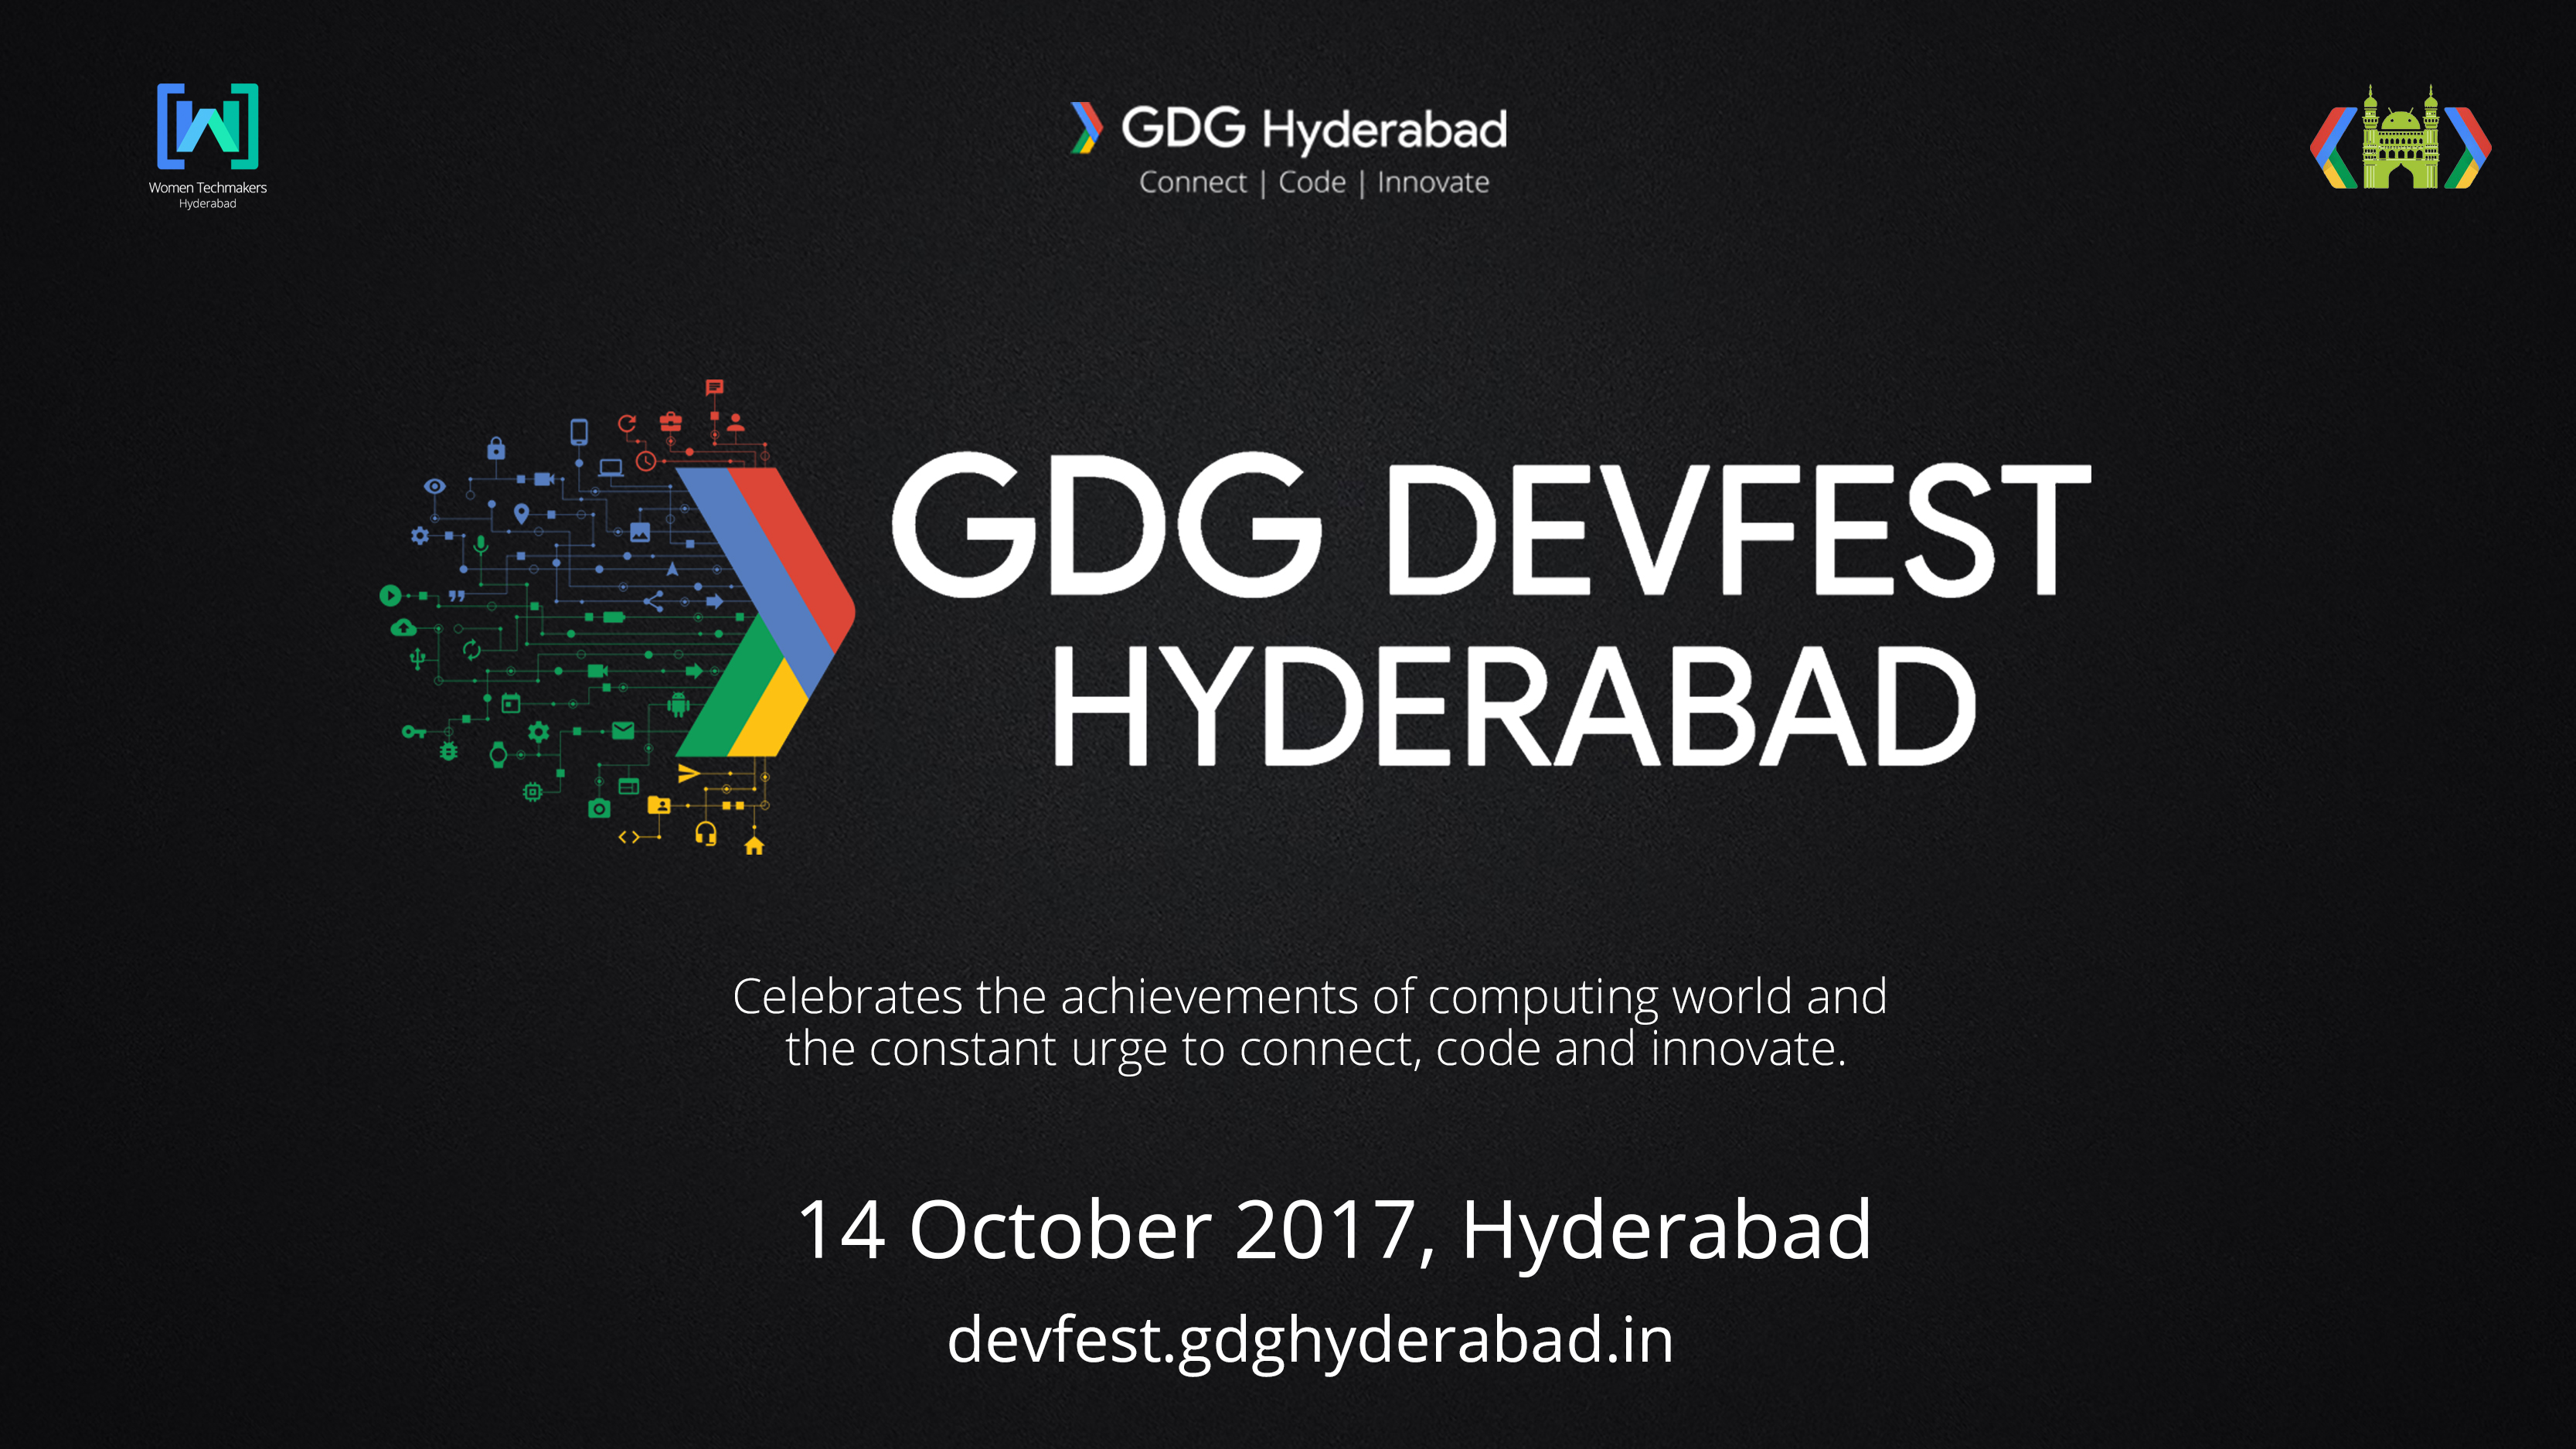 Women Techmakers
Hyderabad
GDG Hyderabad
Connect | Code | Innovate
GDG DEVFEST
HYDERABAD
Celebrates the achievements of computing world and
the constant urge to connect, code and innovate.
14 October 2017, Hyderabad
devfest.gdghyderabad.in